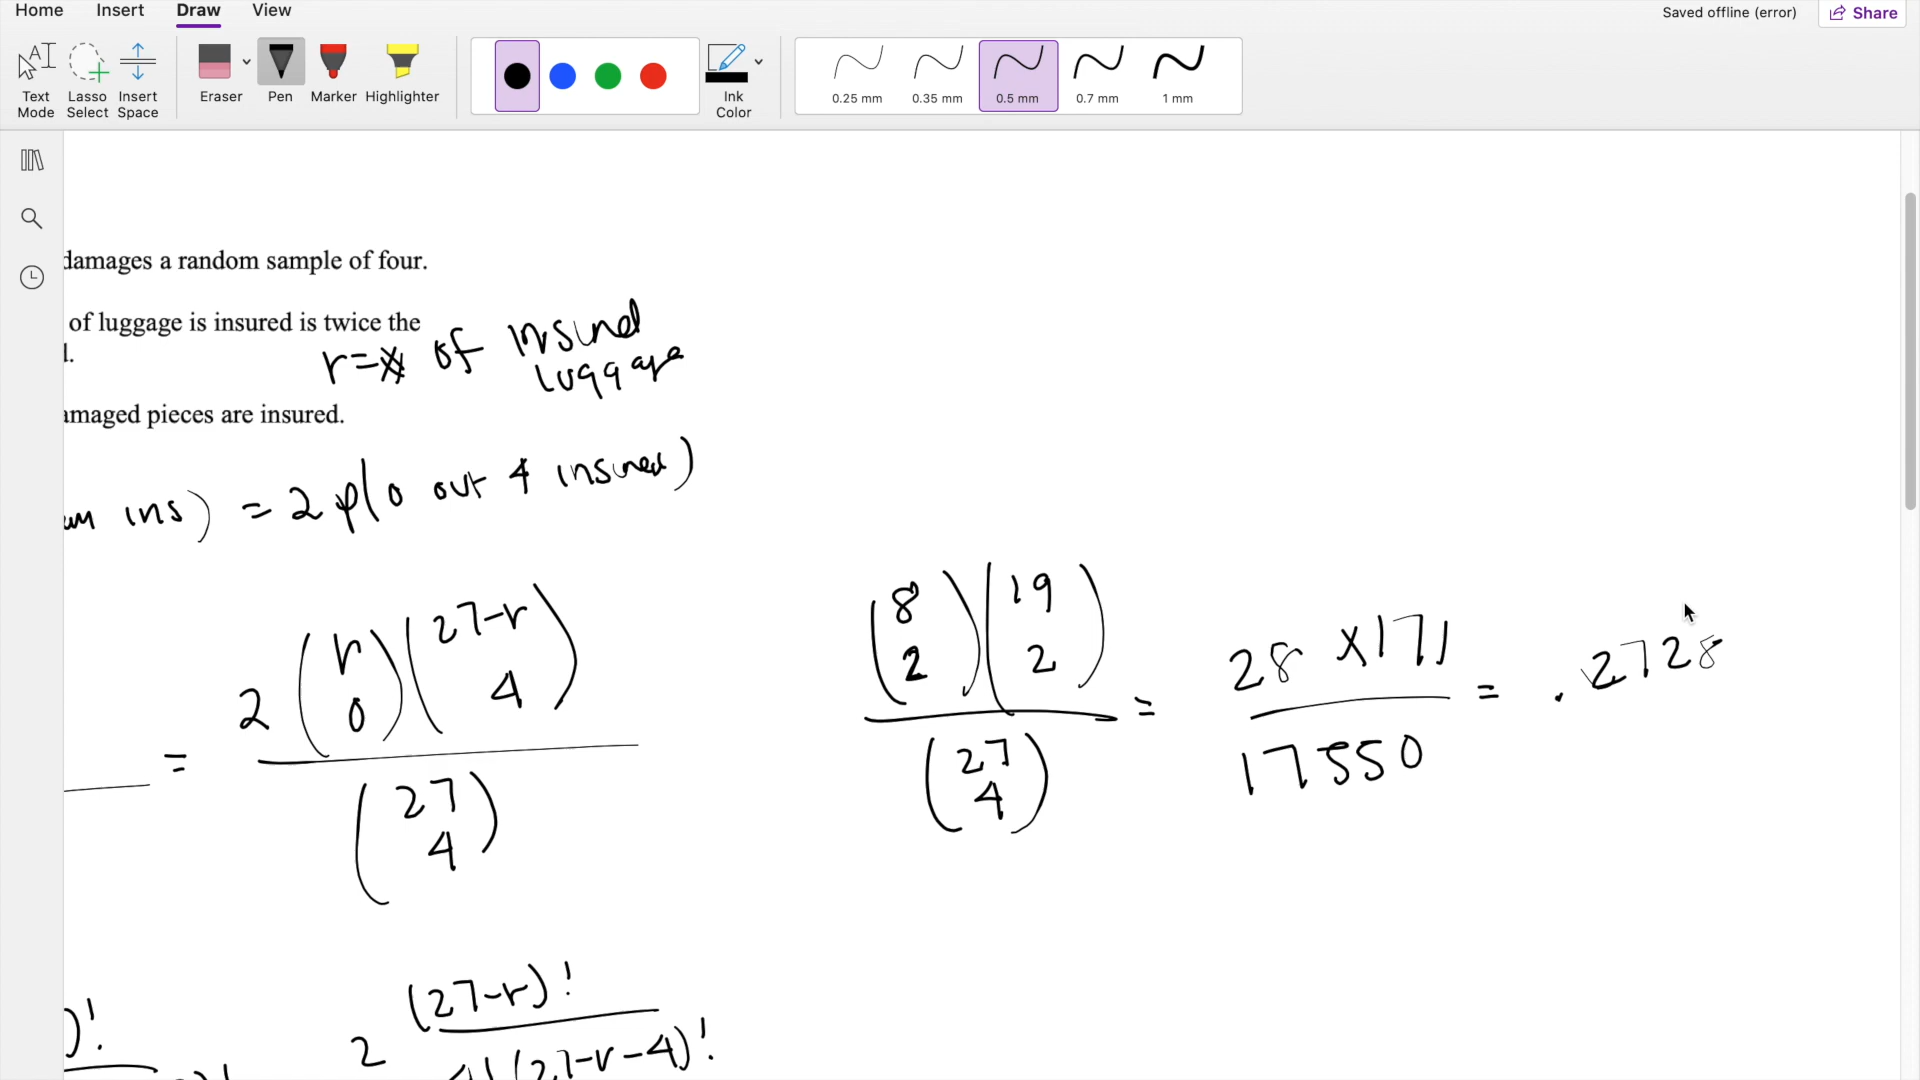 Home Insert Draw View Saved offline (error) Share
Text Mode
Lasso Select
Insert Space
Eraser
Pen
Marker
Highlighter
Ink Color
0.25 mm 0.35 mm 0.5 mm 0.7 mm 1 mm
damages a random sample of four.
of luggage is insured is twice the
r=# of insured
luggage
amaged pieces are insured.
ins) = 2 p(0 out 4 insured)
= 2 (r 0)(27-r 4)
(27 4)
(8 2)(19 2) = 28 x171 = .2728
(27 4) 17550
)!
2 (27-r)!
4!(27-r-4)!